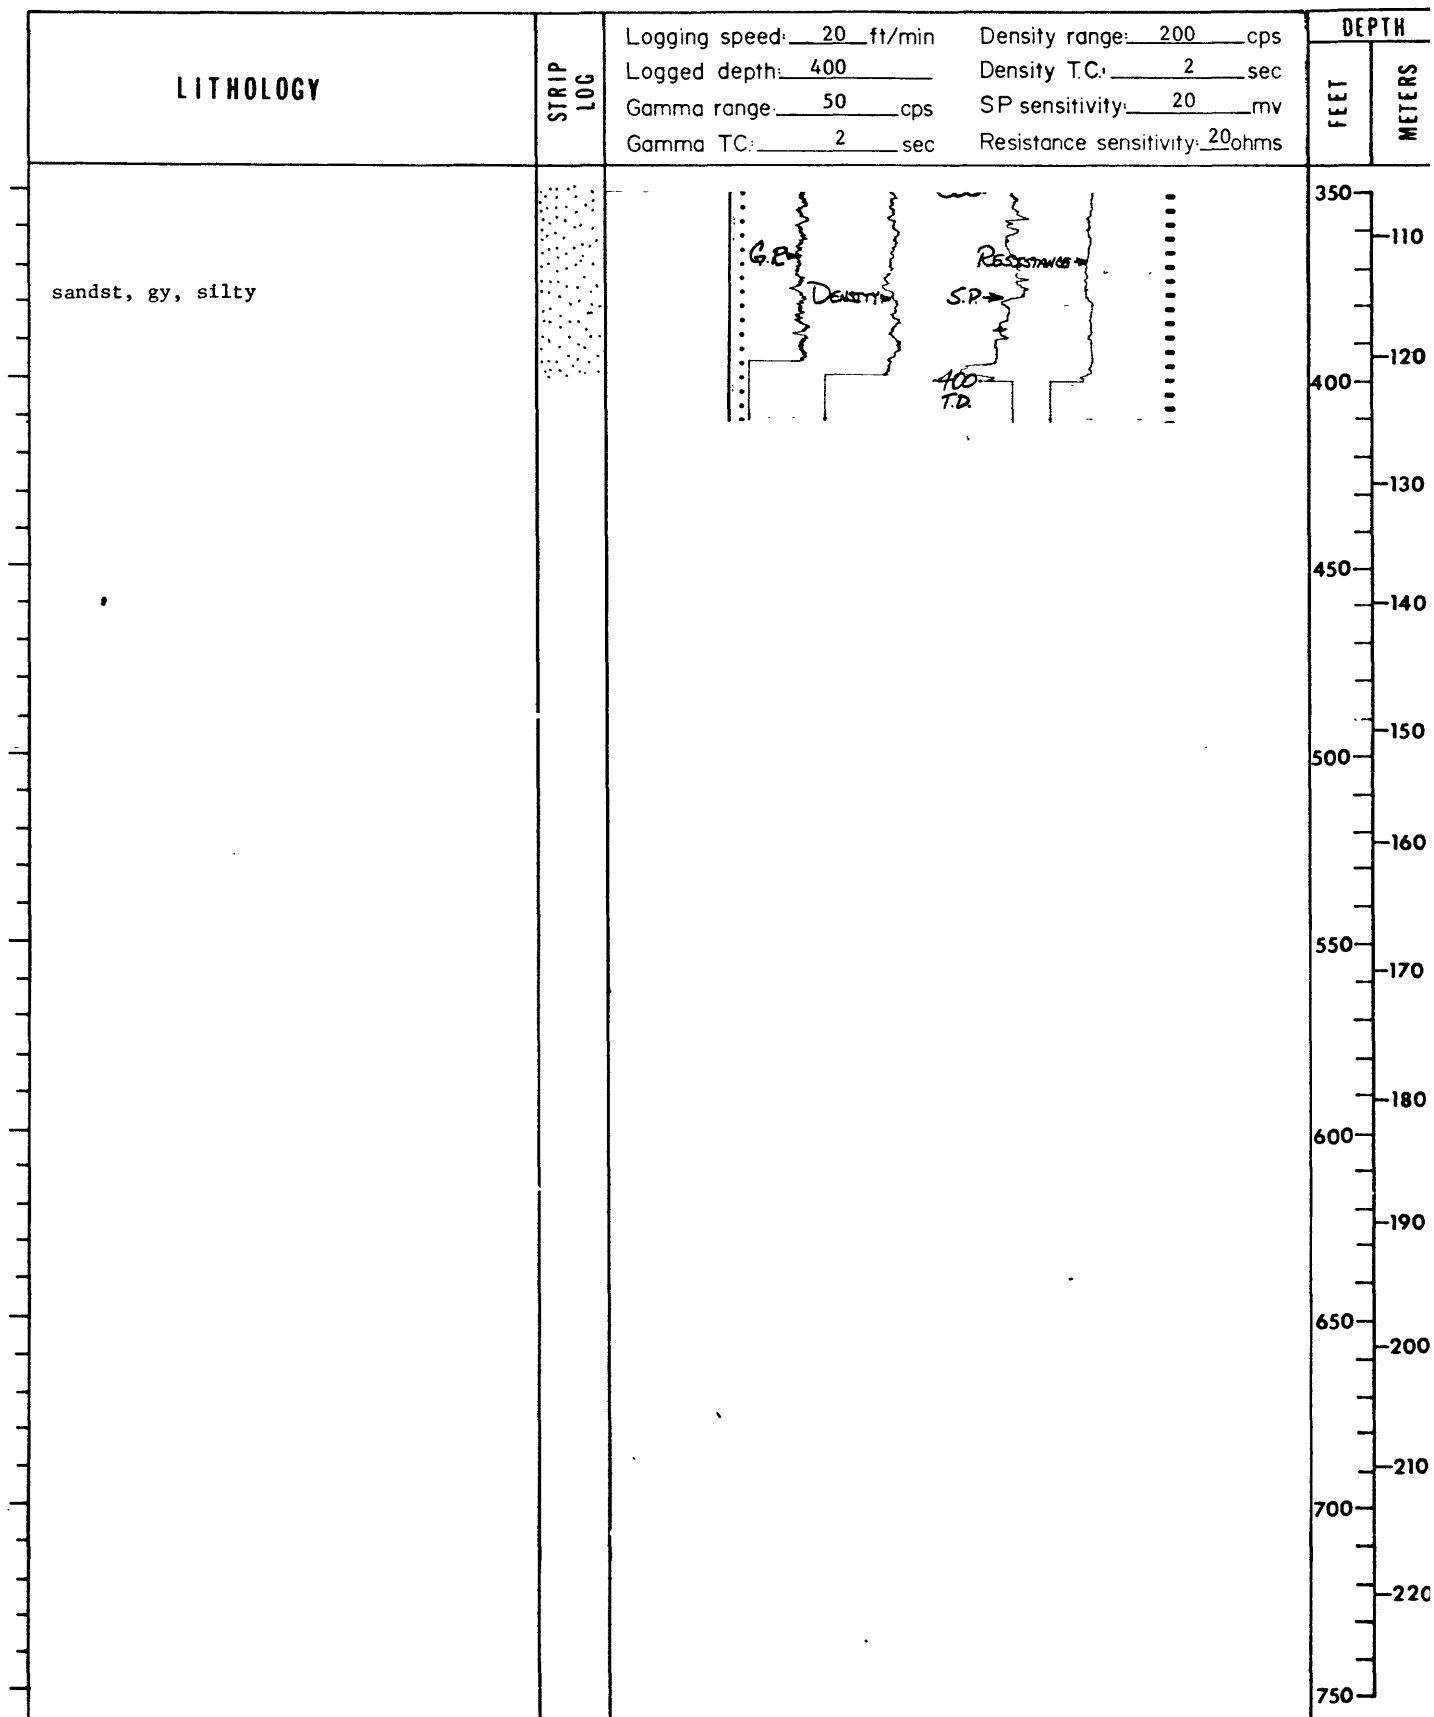 LITHOLOGY
STRIP LOG
Logging speed: 20 ft/min
Logged depth: 400
Gamma range: 50 cps
Gamma TC: 2 sec
Density range: 200 cps
Density T.C.: 2 sec
SP sensitivity: 20 mv
Resistance sensitivity: 20 ohms
DEPTH
FEET
METERS
sandst, gy, silty
G.R.
DENSITY
S.P.
RESISTANCE
400
T.D.
350
110
120
400
130
450
140
150
500
160
550
170
180
600
190
650
200
210
700
220
750